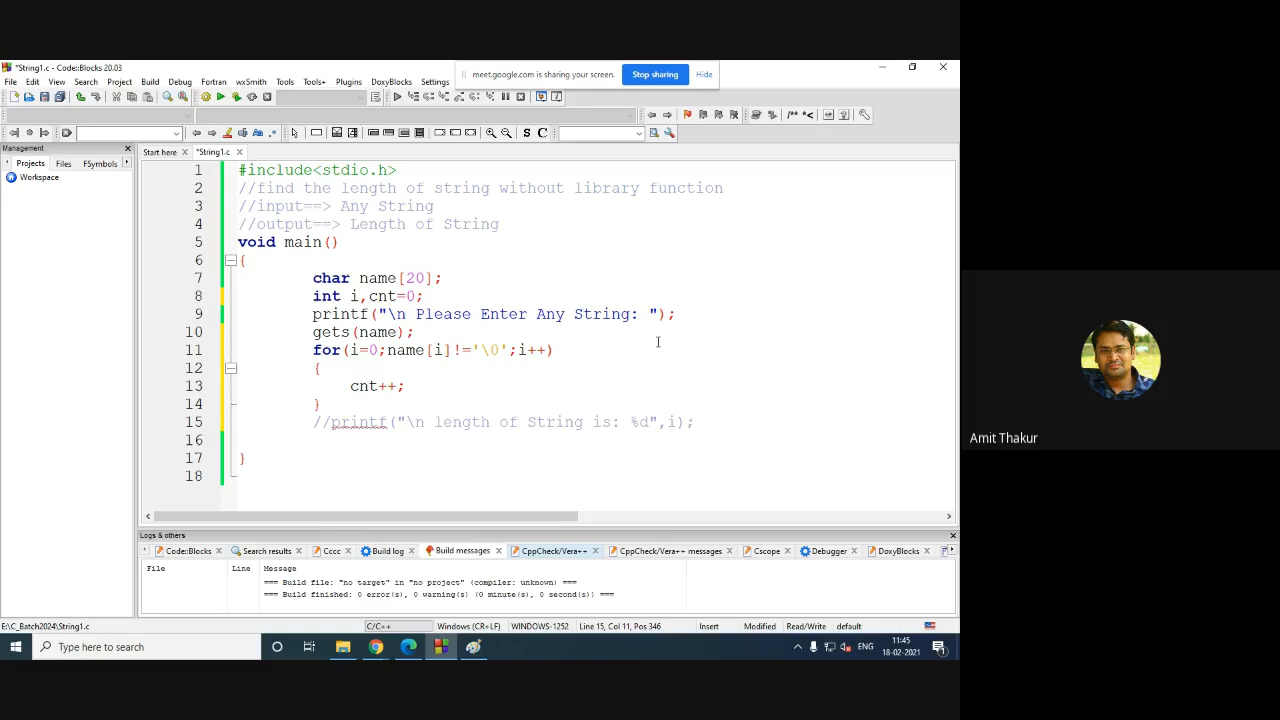 *String1.c - Code::Blocks 20.03
meet.google.com is sharing your screen. Stop sharing Hide
File Edit View Search Project Build Debug Fortran wxSmith Tools Tools+ Plugins DoxyBlocks Settings
Management
Start here *String1.c
Projects Files FSymbols
Workspace
1 #include<stdio.h>
2 //find the length of string without library function
3 //input==> Any String
4 //output==> Length of String
5 void main()
6 {
7 char name[20];
8 int i,cnt=0;
9 printf("\n Please Enter Any String: ");
10 gets(name);
11 for(i=0;name[i]!='\0';i++)
12 {
13 cnt++;
14 }
15 //printf("\n length of String is: %d",i);
16
17 }
18
Amit Thakur
Logs & others
Code::Blocks Search results Cccc Build log Build messages CppCheck/Vera++ CppCheck/Vera++ messages Cscope Debugger DoxyBlocks
File Line Message
=== Build file: "no target" in "no project" (compiler: unknown) ===
=== Build finished: 0 error(s), 0 warning(s) (0 minute(s), 0 second(s)) ===
E:\C_Batch2024\String1.c C/C++ Windows (CR+LF) WINDOWS-1252 Line 15, Col 11, Pos 346 Insert Modified Read/Write default
Type here to search
ENG
11:45
18-02-2021
1